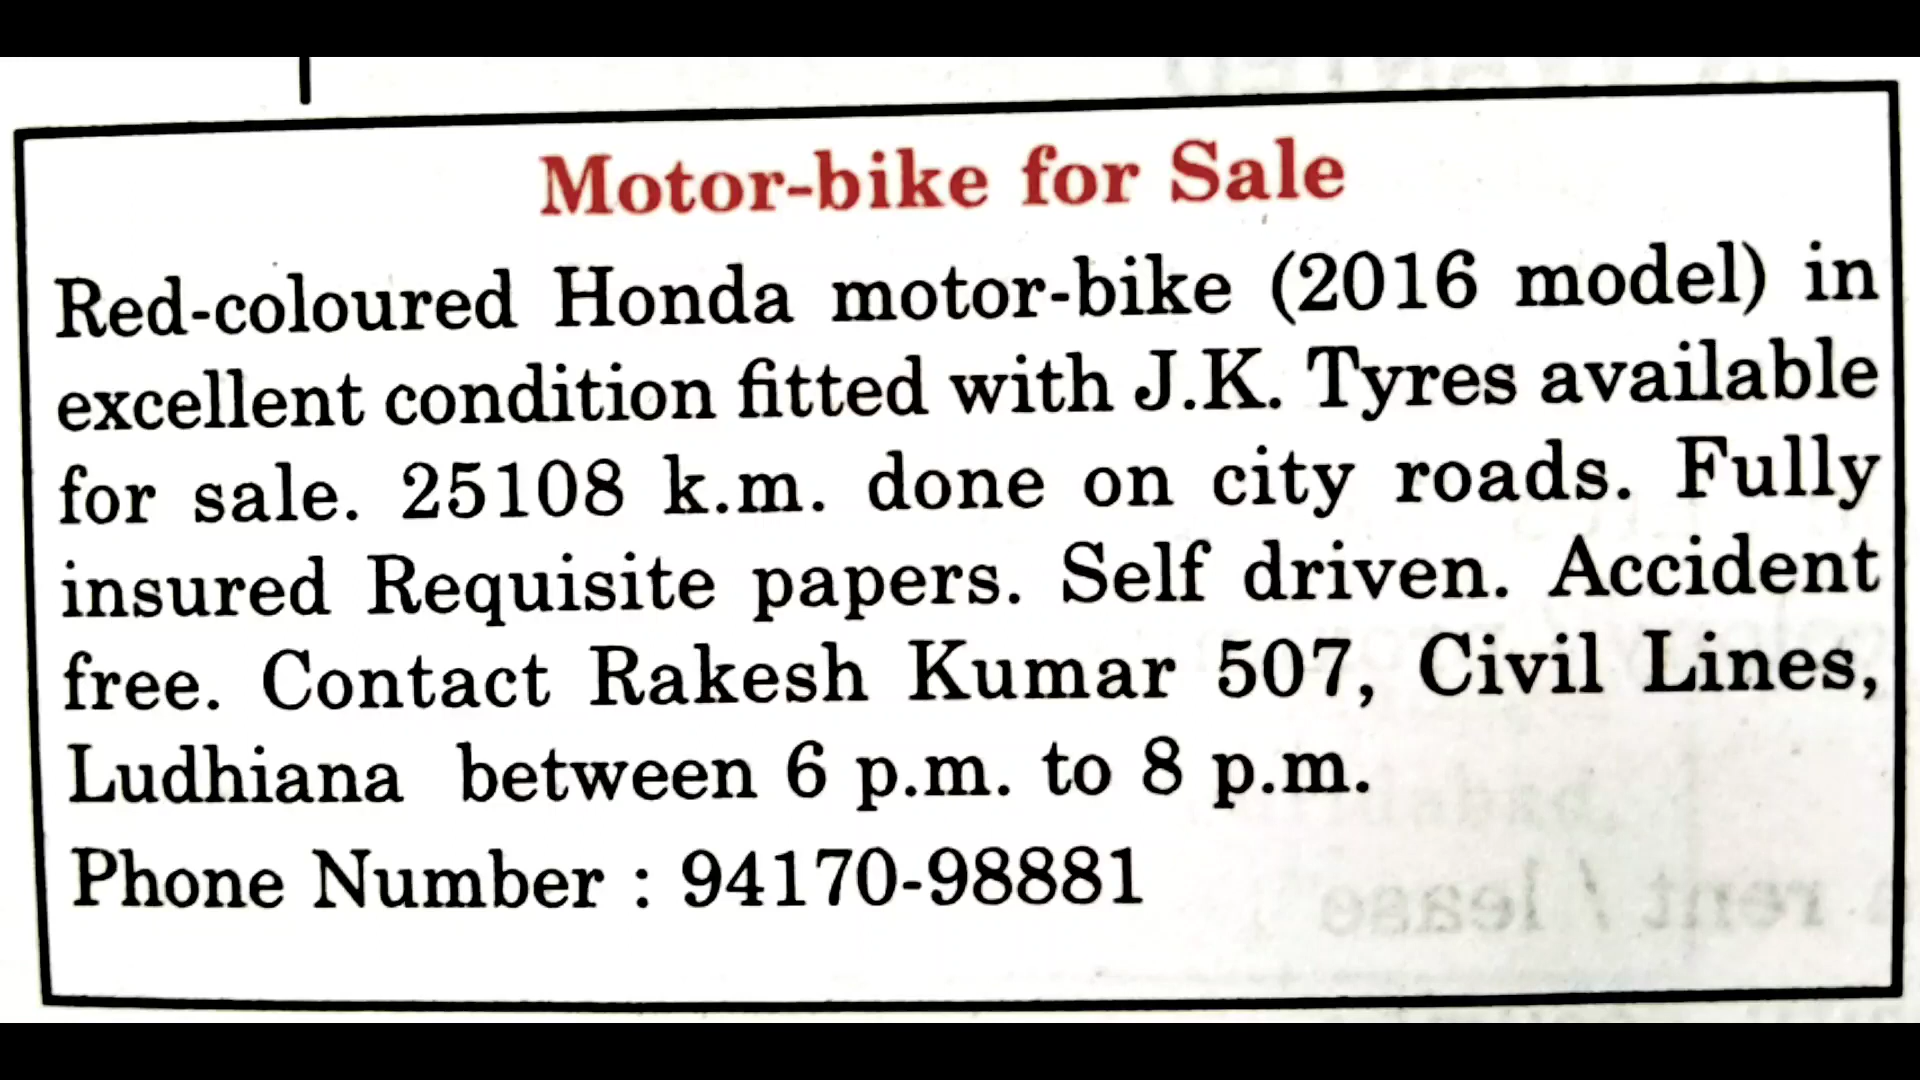 Motor-bike for Sale
Red-coloured Honda motor-bike (2016 model) in
excellent condition fitted with J.K. Tyres available
for sale. 25108 k.m. done on city roads. Fully
insured Requisite papers. Self driven. Accident
free. Contact Rakesh Kumar 507, Civil Lines,
Ludhiana between 6 p.m. to 8 p.m.
Phone Number : 94170-98881